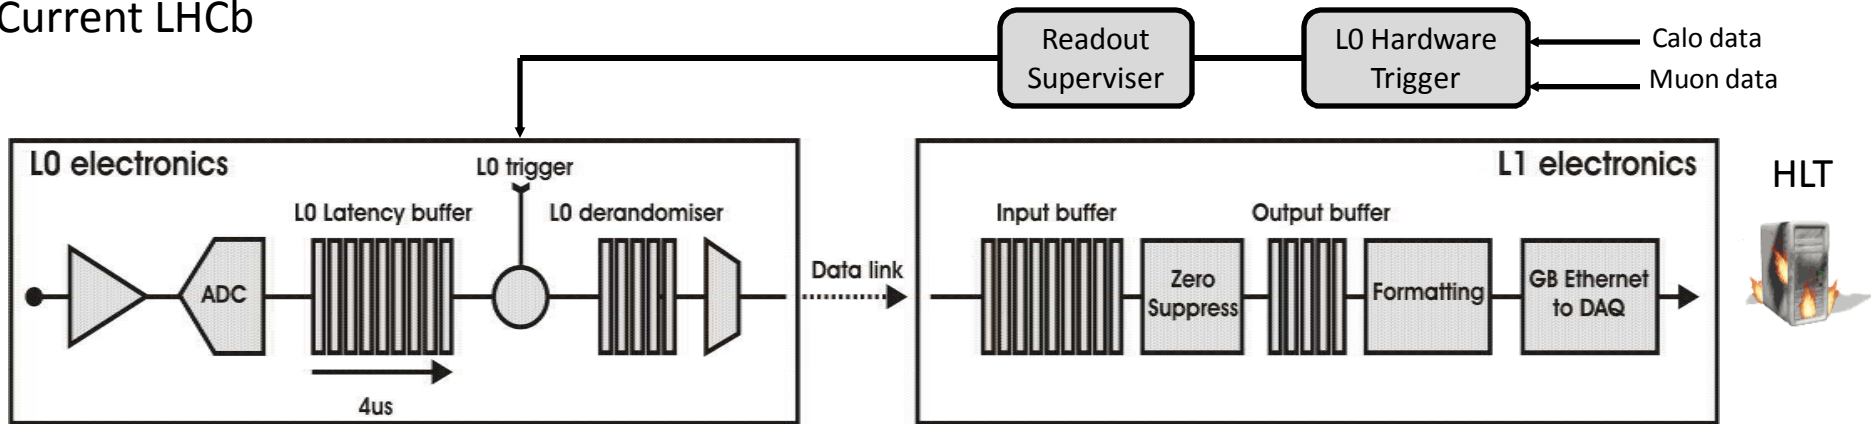 Current LHCb
Readout
Superviser
L0 Hardware
Trigger
Calo data
Muon data
L0 electronics
L0 trigger
L0 Latency buffer
L0 derandomiser
ADC
4us
Data link
L1 electronics
Input buffer
Output buffer
Zero
Suppress
Formatting
GB Ethernet
to DAQ
HLT